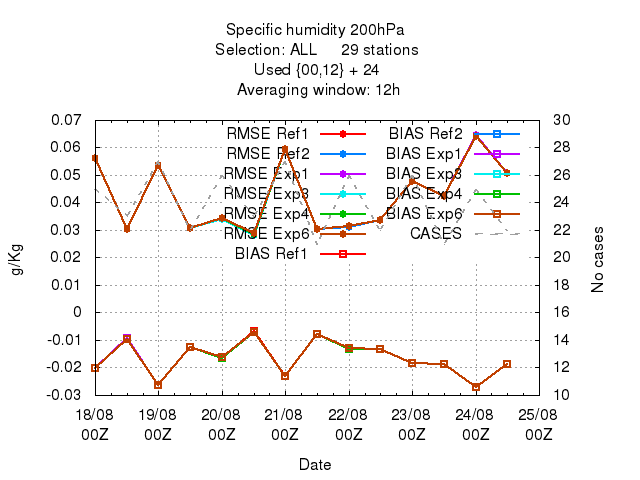 Specific humidity 200hPa
Selection: ALL 29 stations
Used {00,12} + 24
Averaging window: 12h
0.07
0.06
0.05
0.04
0.03
0.02
0.01
0
-0.01
-0.02
-0.03
g/Kg
30
28
26
24
22
20
18
16
14
12
10
No cases
RMSE Ref1
RMSE Ref2
RMSE Exp1
RMSE Exp3
RMSE Exp4
RMSE Exp6
BIAS Ref1
BIAS Ref2
BIAS Exp1
BIAS Exp3
BIAS Exp4
BIAS Exp6
CASES
18/08 19/08 20/08 21/08 22/08 23/08 24/08 25/08
00Z 00Z 00Z 00Z 00Z 00Z 00Z 00Z
Date